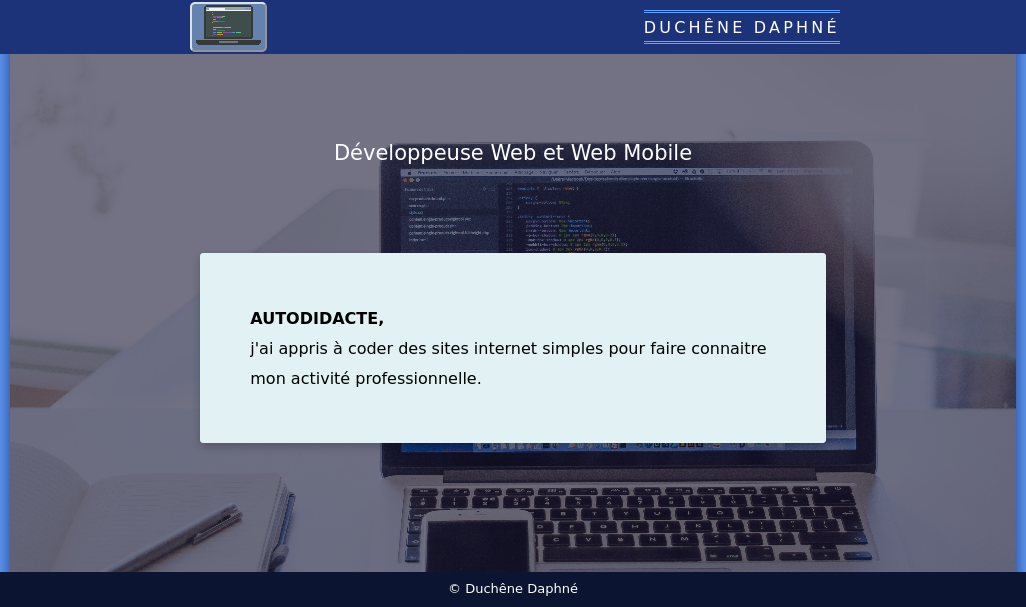 DUCHÊNE DAPHNÉ
Développeuse Web et Web Mobile
AUTODIDACTE,
j'ai appris à coder des sites internet simples pour faire connaitre
mon activité professionnelle.
© Duchêne Daphné